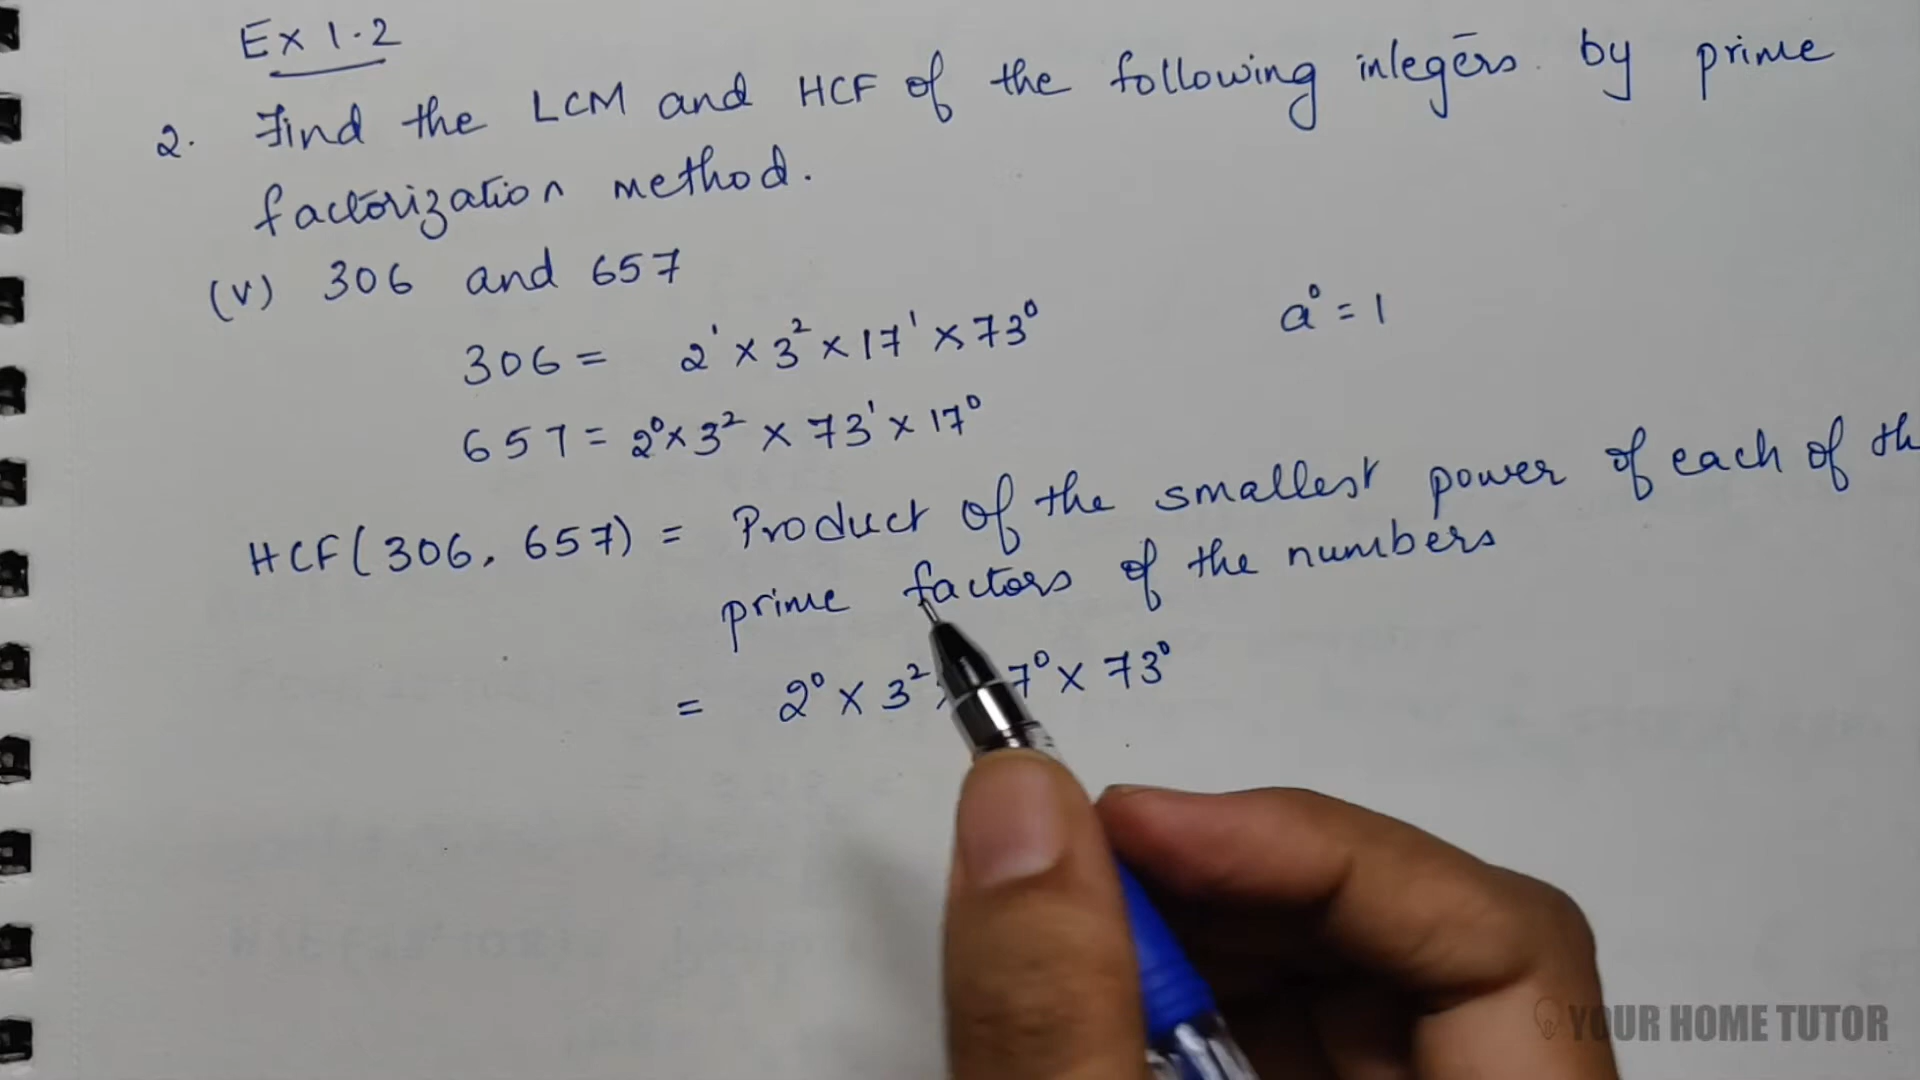 Ex 1.2
2. Find the LCM and HCF of the following integers. by prime
factorization method.
(v) 306 and 657
306 = 2¹ × 3² × 17¹ × 73⁰
a⁰ = 1
657 = 2⁰ × 3² × 73¹ × 17⁰
HCF(306, 657) = Product of the smallest power of each of th
prime factors of the numbers
= 2⁰ × 3² × 7⁰ × 73⁰
YOUR HOME TUTOR